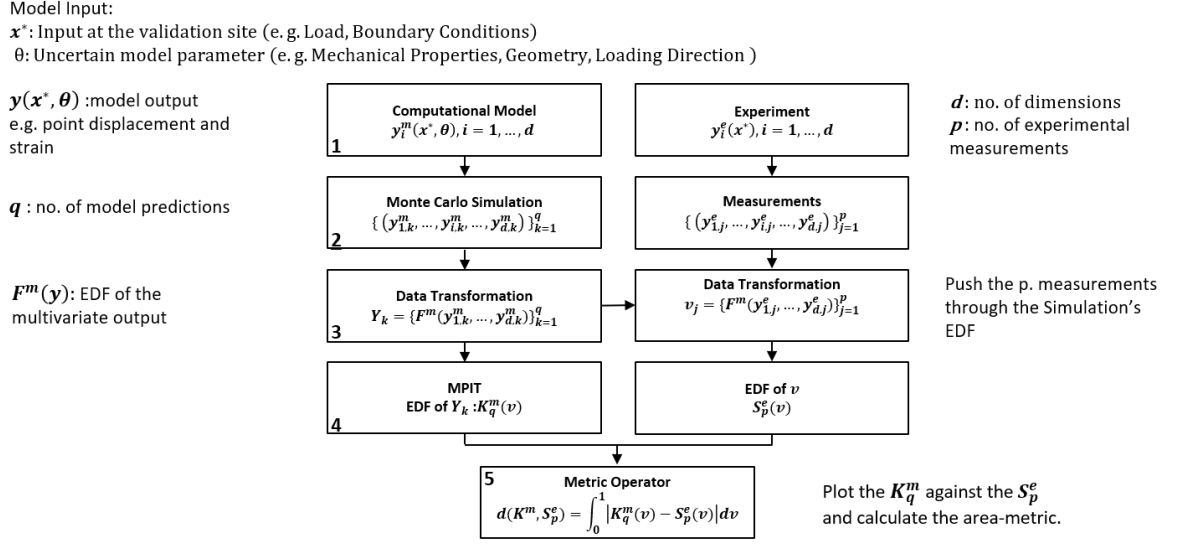 Model Input:
x*: Input at the validation site (e. g. Load, Boundary Conditions)
θ: Uncertain model parameter (e. g. Mechanical Properties, Geometry, Loading Direction )
y(x*, θ) :model output
e.g. point displacement and
strain
q : no. of model predictions
F^m(y): EDF of the
multivariate output
Computational Model
y_i^m(x*, θ), i = 1, ..., d
1
Experiment
y_i^e(x*), i = 1, ..., d
d: no. of dimensions
p: no. of experimental
measurements
Monte Carlo Simulation
{ (y_{1.k}^m, ..., y_{i.k}^m, ..., y_{d.k}^m) }_{k=1}^q
2
Measurements
{ (y_{1.j}^e, ..., y_{i.j}^e, ..., y_{d.j}^e) }_{j=1}^p
Data Transformation
Y_k = {F^m(y_{1.k}^m, ..., y_{d.k}^m)}_{k=1}^q
3
Data Transformation
v_j = {F^m(y_{1.j}^e, ..., y_{d.j}^e)}_{j=1}^p
Push the p. measurements
through the Simulation's
EDF
MPIT
EDF of Y_k :K_q^m(v)
4
EDF of v
S_p^e(v)
5
Metric Operator
d(K^m, S_p^e) = ∫_0^1 |K_q^m(v) − S_p^e(v)|dv
Plot the K_q^m against the S_p^e
and calculate the area-metric.